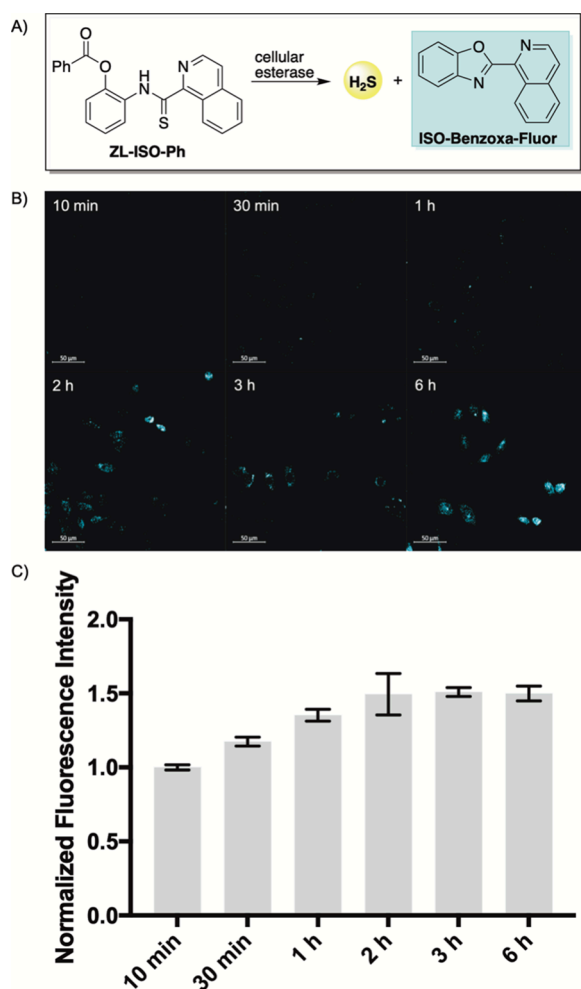 A)
O
Ph
O
H
N
N
S
ZL-ISO-Ph
cellular
esterase
H₂S
+
O
N
N
ISO-Benzoxa-Fluor
B)
10 min
30 min
1 h
50 µm
50 µm
50 µm
2 h
3 h
6 h
50 µm
50 µm
50 µm
C)
Normalized Fluorescence Intensity
2.0
1.5
1.0
0.5
0.0
10 min
30 min
1 h
2 h
3 h
6 h